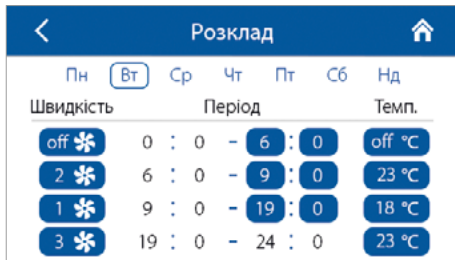 Розклад
Пн Вт Ср Чт Пт Сб Нд
Швидкість Період Темп.
off 0 : 0 - 6 : 0 off °C
2 6 : 0 - 9 : 0 23 °C
1 9 : 0 - 19 : 0 18 °C
3 19 : 0 - 24 : 0 23 °C